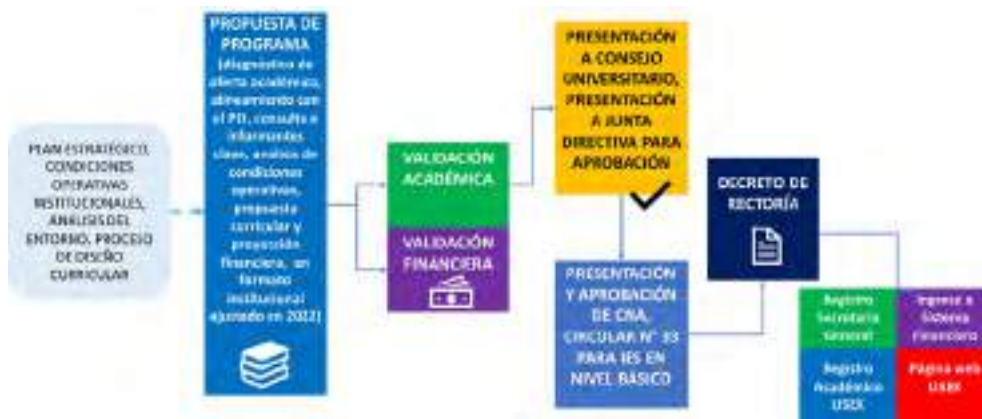 PLAN ESTRATÉGICO,
CONDICIONES
OPERATIVAS
INSTITUCIONALES,
ANÁLISIS DEL
ENTORNO, PROCESO
DE DISEÑO
CURRICULAR
PROPUESTA DE
PROGRAMA
(diagnóstico de
oferta académica,
alineamiento con
el PEI, consulta a
informantes
clave, análisis de
condiciones
operativas,
propuesta
curricular y
proyección
financiera, en
formato
institucional
ajustado en 2022)
VALIDACIÓN
ACADÉMICA
VALIDACIÓN
FINANCIERA
PRESENTACIÓN
A CONSEJO
UNIVERSITARIO,
PRESENTACIÓN
A JUNTA
DIRECTIVA PARA
APROBACIÓN
PRESENTACIÓN
Y APROBACIÓN
DE CNA,
CIRCULAR N° 33
PARA IES EN
NIVEL BÁSICO
DECRETO DE
RECTORÍA
Registro
Secretaría
General
Ingreso a
Sistema
Financiero
Registro
Académico
Página web